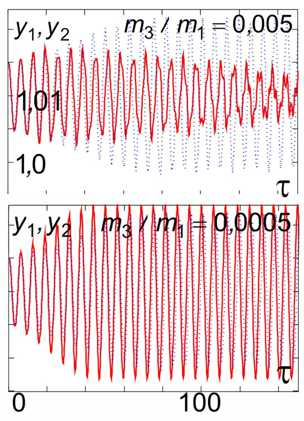 y₁, y₂ m₃ / m₁ = 0,005
1,01
1,0
τ
y₁, y₂ m₃ / m₁ = 0,0005
τ
0 100